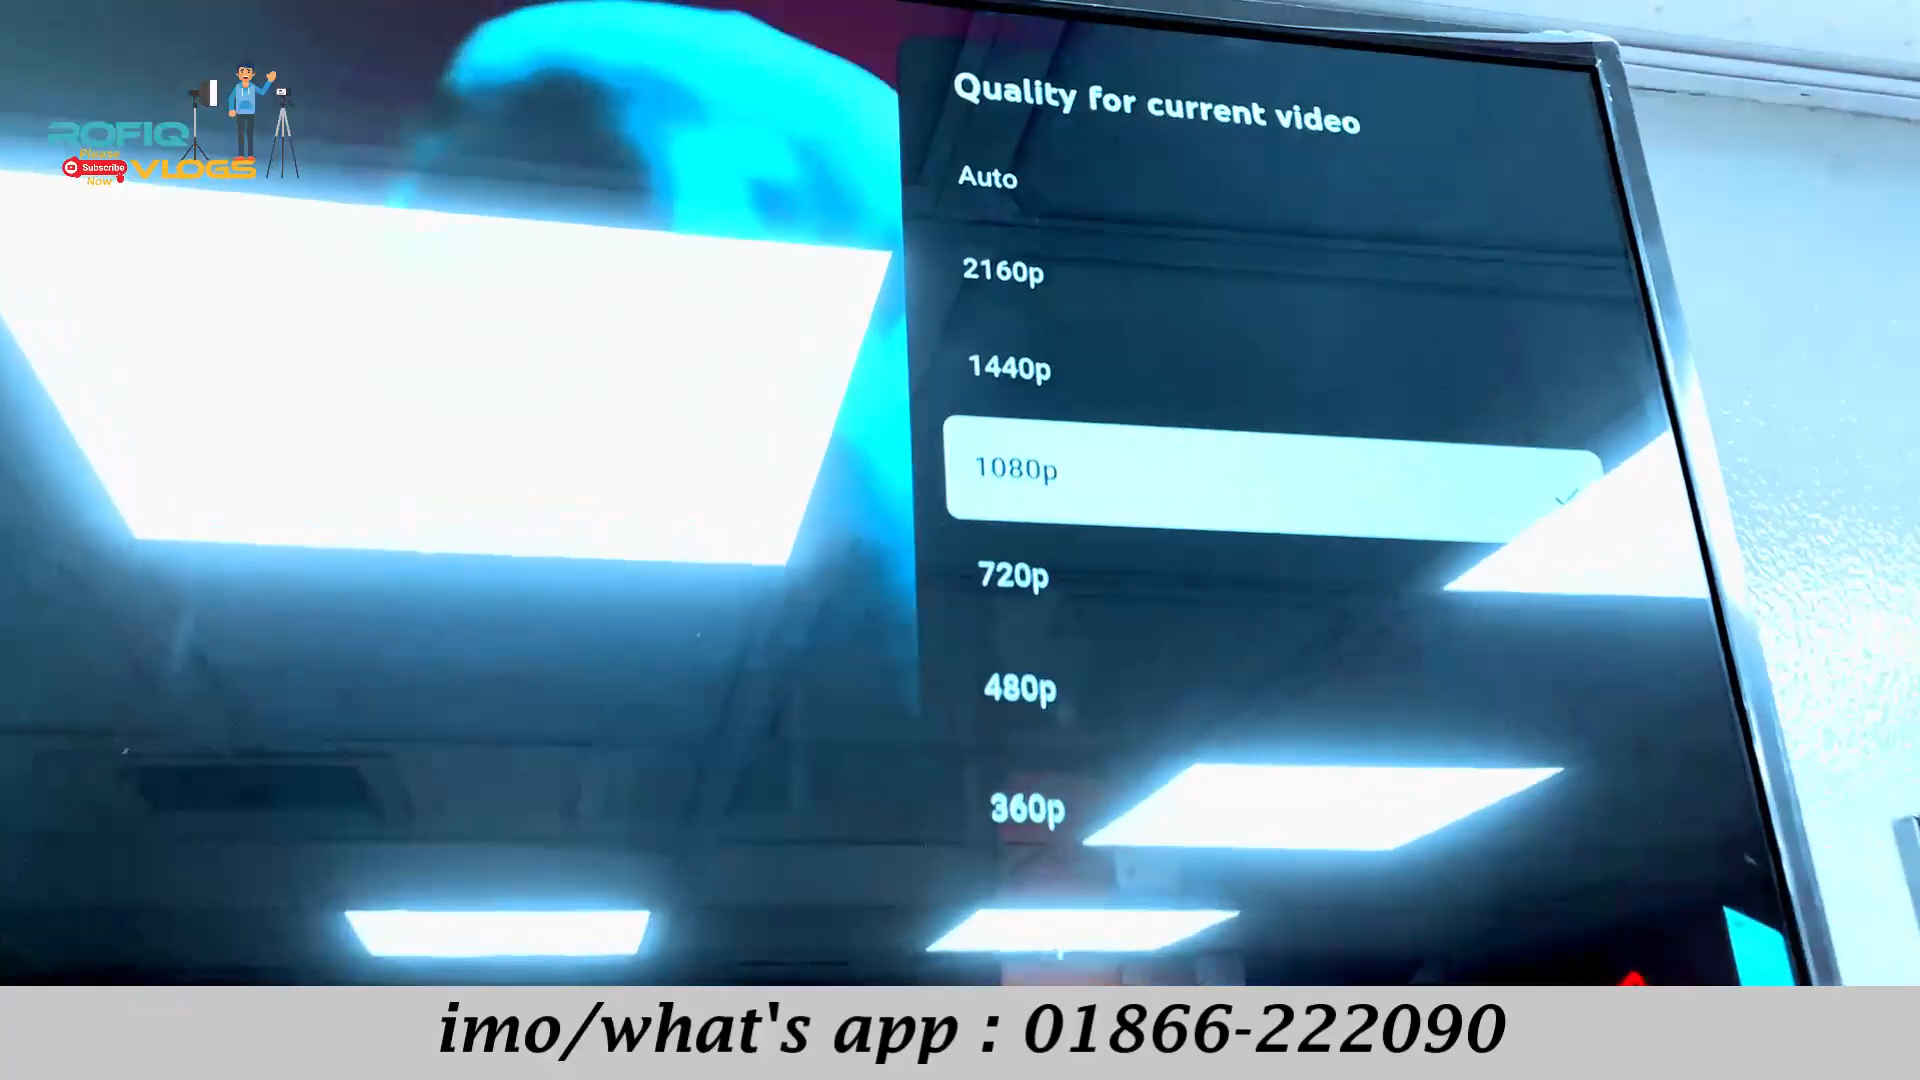 ROFIQ
Please
Subscribe
Now
VLOGS
Quality for current video
Auto
2160p
1440p
1080p
720p
480p
360p
imo/what's app : 01866-222090